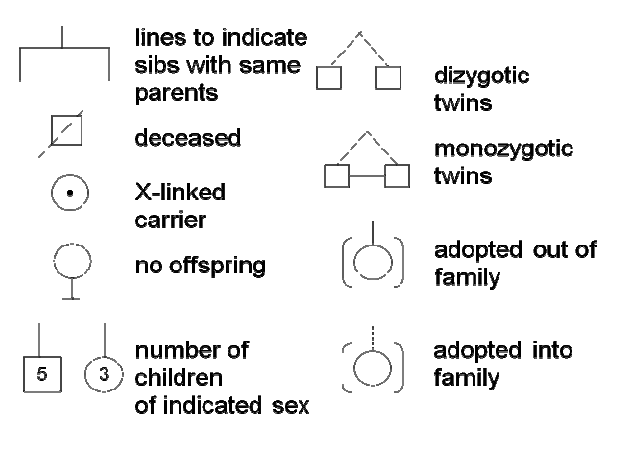 lines to indicate
sibs with same
parents
deceased
X-linked
carrier
no offspring
5
3
number of
children
of indicated sex
dizygotic
twins
monozygotic
twins
adopted out of
family
adopted into
family